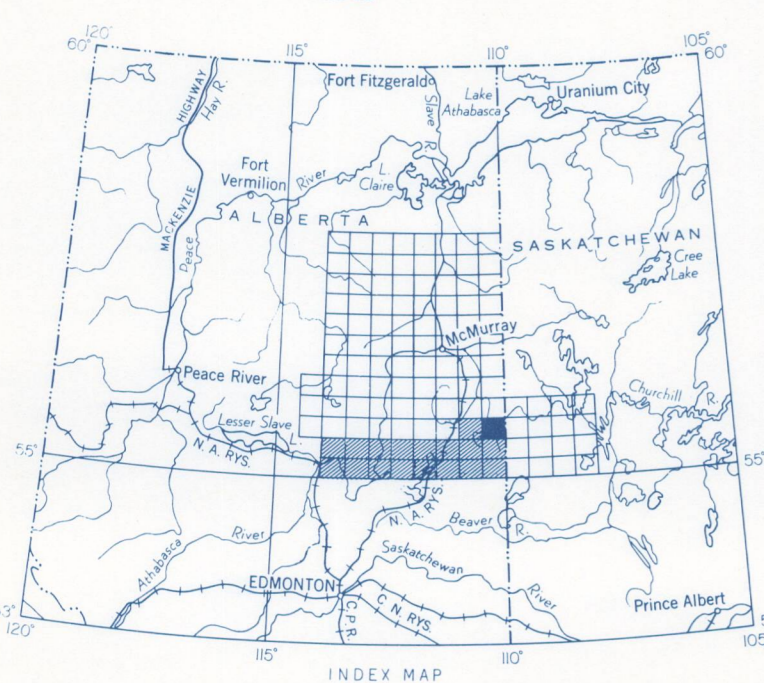 120°
60°
115°
110°
105°
60°
HIGHWAY
Hay R.
Fort Fitzgerald
Slave R.
Lake
Athabasca
Uranium City
Fort
Vermilion
River
L.
Claire
MACKENZIE
Peace
ALBERTA
SASKATCHEWAN
Cree
Lake
McMurray
Peace River
Lesser Slave L.
Churchill R.
N. A. RYS.
55°
55°
N. A. RYS.
Beaver R.
Athabasca River
Saskatchewan River
EDMONTON
C. P. R.
C. N. RYS.
Prince Albert
3°
120°
115°
110°
105
INDEX MAP